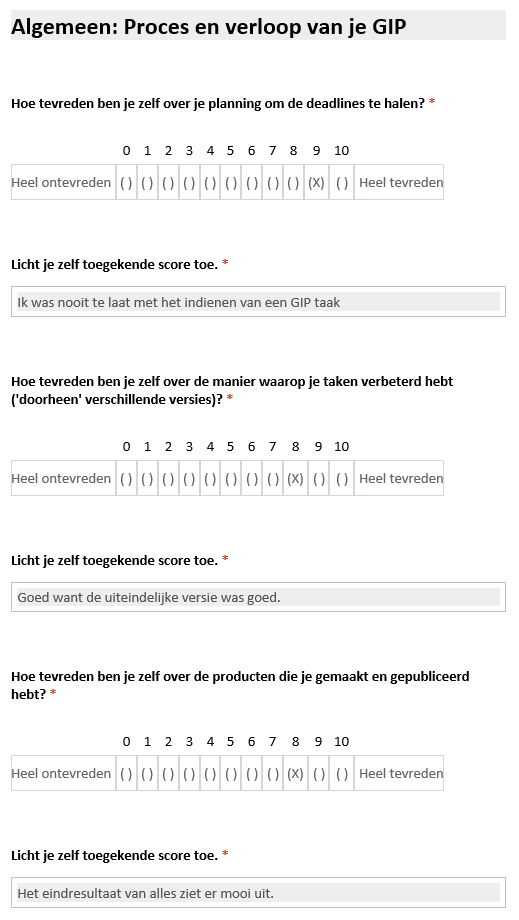 Algemeen: Proces en verloop van je GIP
Hoe tevreden ben je zelf over je planning om de deadlines te halen? *
0 1 2 3 4 5 6 7 8 9 10
Heel ontevreden ( ) ( ) ( ) ( ) ( ) ( ) ( ) ( ) ( ) (X) ( ) Heel tevreden
Licht je zelf toegekende score toe. *
Ik was nooit te laat met het indienen van een GIP taak
Hoe tevreden ben je zelf over de manier waarop je taken verbeterd hebt
('doorheen' verschillende versies)? *
0 1 2 3 4 5 6 7 8 9 10
Heel ontevreden ( ) ( ) ( ) ( ) ( ) ( ) ( ) ( ) (X) ( ) ( ) Heel tevreden
Licht je zelf toegekende score toe. *
Goed want de uiteindelijke versie was goed.
Hoe tevreden ben je zelf over de producten die je gemaakt en gepubliceerd
hebt? *
0 1 2 3 4 5 6 7 8 9 10
Heel ontevreden ( ) ( ) ( ) ( ) ( ) ( ) ( ) ( ) (X) ( ) ( ) Heel tevreden
Licht je zelf toegekende score toe. *
Het eindresultaat van alles ziet er mooi uit.